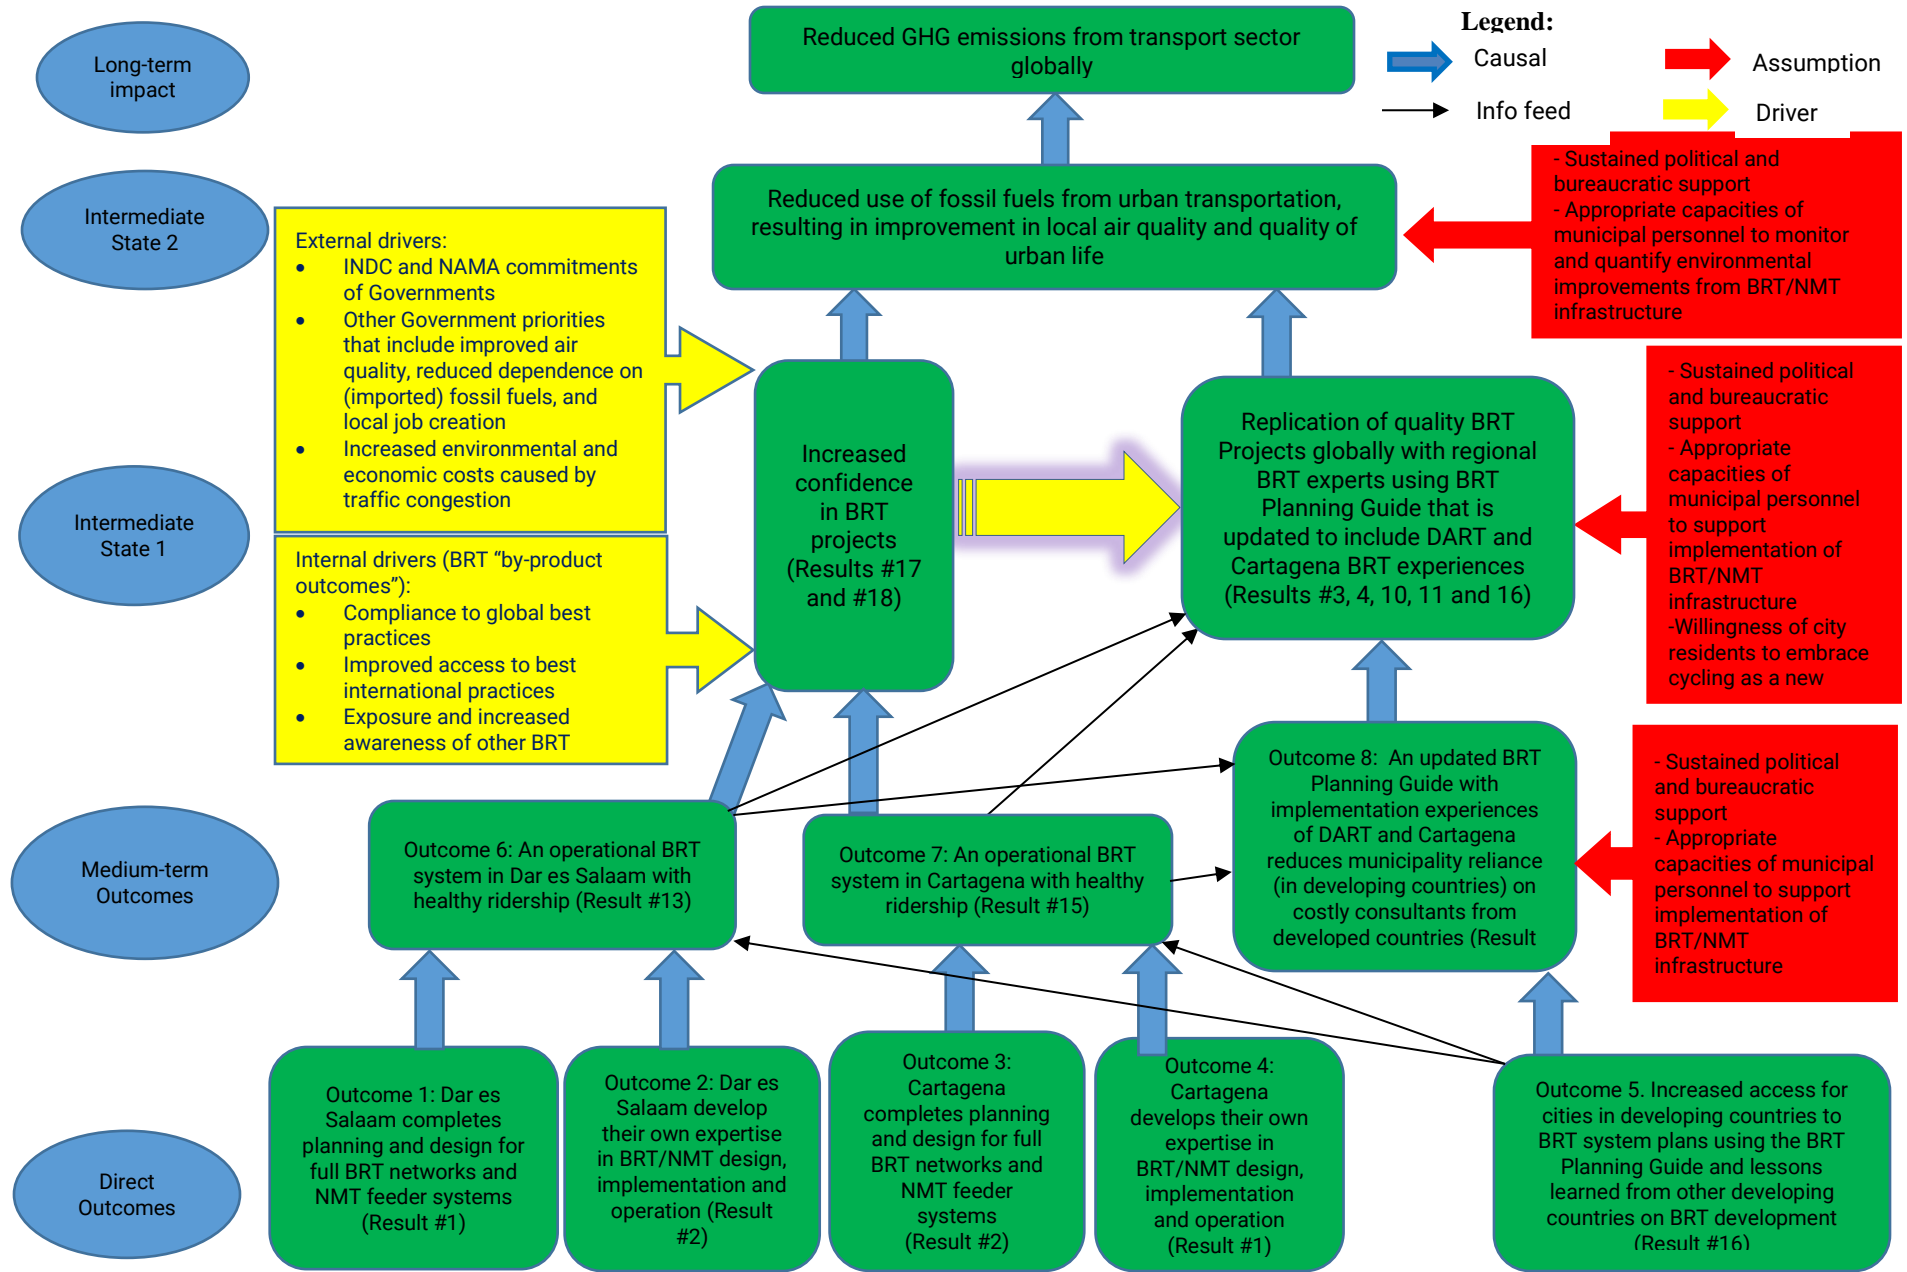 Legend:
Causal
Assumption
Info feed
Driver
Long-term
impact
Reduced GHG emissions from transport sector
globally
Intermediate
State 2
Reduced use of fossil fuels from urban transportation,
resulting in improvement in local air quality and quality of
urban life
- Sustained political and
bureaucratic support
- Appropriate capacities of
municipal personnel to monitor
and quantify environmental
improvements from BRT/NMT
infrastructure
External drivers:
• INDC and NAMA commitments
of Governments
• Other Government priorities
that include improved air
quality, reduced dependence on
(imported) fossil fuels, and
local job creation
• Increased environmental and
economic costs caused by
traffic congestion
Intermediate
State 1
Internal drivers (BRT “by-product
outcomes”):
• Compliance to global best
practices
• Improved access to best
international practices
• Exposure and increased
awareness of other BRT
Increased
confidence
in BRT
projects
(Results #17
and #18)
Replication of quality BRT
Projects globally with regional
BRT experts using BRT
Planning Guide that is
updated to include DART and
Cartagena BRT experiences
(Results #3, 4, 10, 11 and 16)
- Sustained political
and bureaucratic
support
- Appropriate
capacities of
municipal personnel
to support
implementation of
BRT/NMT
infrastructure
-Willingness of city
residents to embrace
cycling as a new
Medium-term
Outcomes
Outcome 6: An operational BRT
system in Dar es Salaam with
healthy ridership (Result #13)
Outcome 7: An operational BRT
system in Cartagena with healthy
ridership (Result #15)
Outcome 8: An updated BRT
Planning Guide with
implementation experiences
of DART and Cartagena
reduces municipality reliance
(in developing countries) on
costly consultants from
developed countries (Result
- Sustained political
and bureaucratic
support
- Appropriate
capacities of municipal
personnel to support
implementation of
BRT/NMT
infrastructure
Direct
Outcomes
Outcome 1: Dar es
Salaam completes
planning and design for
full BRT networks and
NMT feeder systems
(Result #1)
Outcome 2: Dar es
Salaam develop
their own expertise
in BRT/NMT design,
implementation and
operation (Result
#2)
Outcome 3:
Cartagena
completes planning
and design for full
BRT networks and
NMT feeder
systems
(Result #2)
Outcome 4:
Cartagena
develops their own
expertise in
BRT/NMT design,
implementation
and operation
(Result #1)
Outcome 5. Increased access for
cities in developing countries to
BRT system plans using the BRT
Planning Guide and lessons
learned from other developing
countries on BRT development
(Result #16)